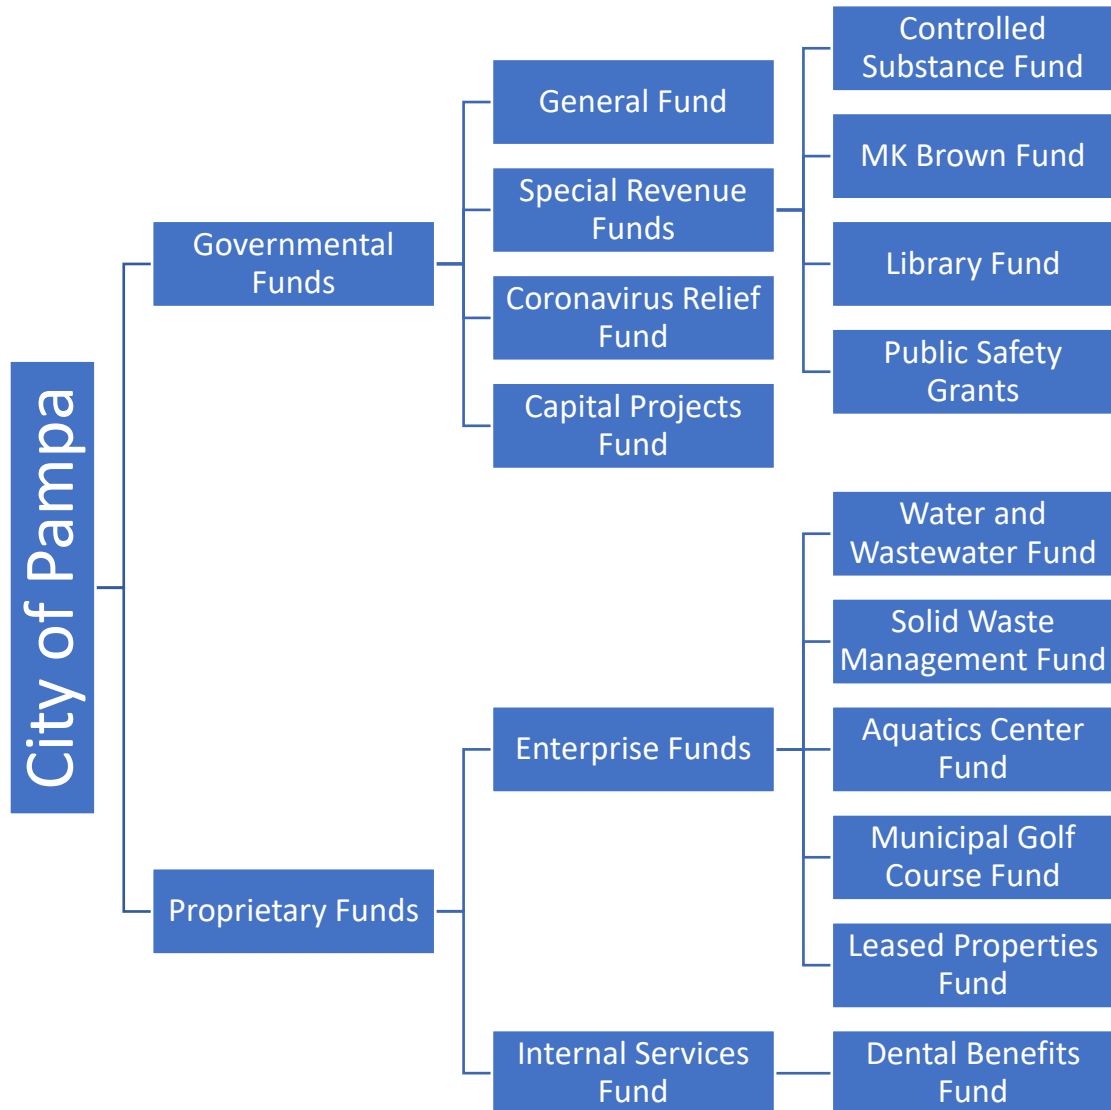 City of Pampa
Governmental
Funds
General Fund
Special Revenue
Funds
Controlled
Substance Fund
MK Brown Fund
Library Fund
Public Safety
Grants
Coronavirus Relief
Fund
Capital Projects
Fund
Proprietary Funds
Enterprise Funds
Water and
Wastewater Fund
Solid Waste
Management Fund
Aquatics Center
Fund
Municipal Golf
Course Fund
Leased Properties
Fund
Internal Services
Fund
Dental Benefits
Fund